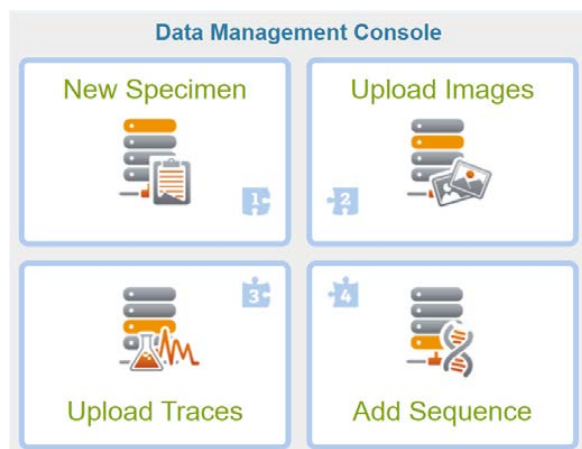 Data Management Console
New Specimen
Upload Images
1
2
3
4
Upload Traces
Add Sequence